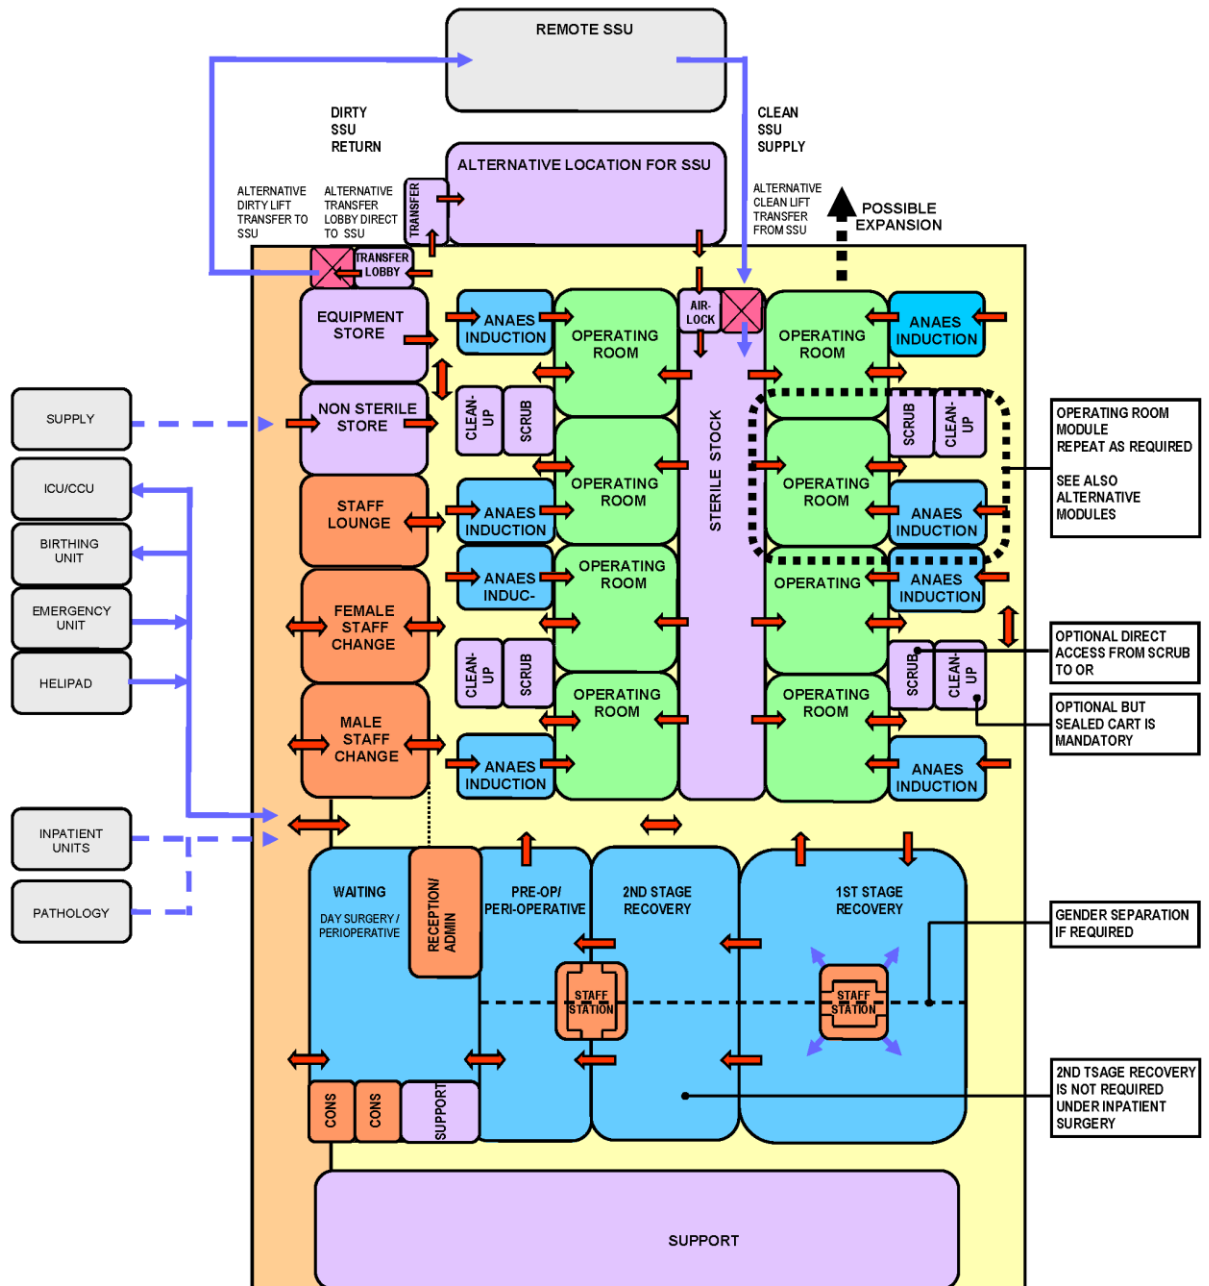 REMOTE SSU
DIRTY
SSU
RETURN
CLEAN
SSU
SUPPLY
ALTERNATIVE LOCATION FOR SSU
TRANSFER
ALTERNATIVE
DIRTY LIFT
TRANSFER TO
SSU
ALTERNATIVE
TRANSFER
LOBBY DIRECT
TO SSU
ALTERNATIVE
CLEAN LIFT
TRANSFER
FROM SSU
POSSIBLE
EXPANSION
TRANSFER
LOBBY
EQUIPMENT
STORE
NON STERILE
STORE
STAFF
LOUNGE
FEMALE
STAFF
CHANGE
MALE
STAFF
CHANGE
SUPPLY
ICU/CCU
BIRTHING
UNIT
EMERGENCY
UNIT
HELIPAD
INPATIENT
UNITS
PATHOLOGY
ANAES
INDUCTION
CLEAN-
UP
SCRUB
ANAES
INDUCTION
ANAES
INDUC-
CLEAN-
UP
SCRUB
ANAES
INDUCTION
OPERATING
ROOM
OPERATING
ROOM
OPERATING
ROOM
OPERATING
ROOM
AIR-
LOCK
STERILE STOCK
OPERATING
ROOM
OPERATING
ROOM
OPERATING
OPERATING
ROOM
ANAES
INDUCTION
SCRUB
CLEAN-
UP
ANAES
INDUCTION
ANAES
INDUCTION
SCRUB
CLEAN-
UP
ANAES
INDUCTION
OPERATING ROOM
MODULE
REPEAT AS REQUIRED
SEE ALSO
ALTERNATIVE
MODULES
OPTIONAL DIRECT
ACCESS FROM SCRUB
TO OR
OPTIONAL BUT
SEALED CART IS
MANDATORY
WAITING
DAY SURGERY /
PERIOPERATIVE
RECEPTION/
ADMIN
PRE-OP/
PERI-OPERATIVE
2ND STAGE
RECOVERY
1ST STAGE
RECOVERY
STAFF
STATION
STAFF
STATION
GENDER SEPARATION
IF REQUIRED
2ND TSAGE RECOVERY
IS NOT REQUIRED
UNDER INPATIENT
SURGERY
CONS
CONS
SUPPORT
SUPPORT